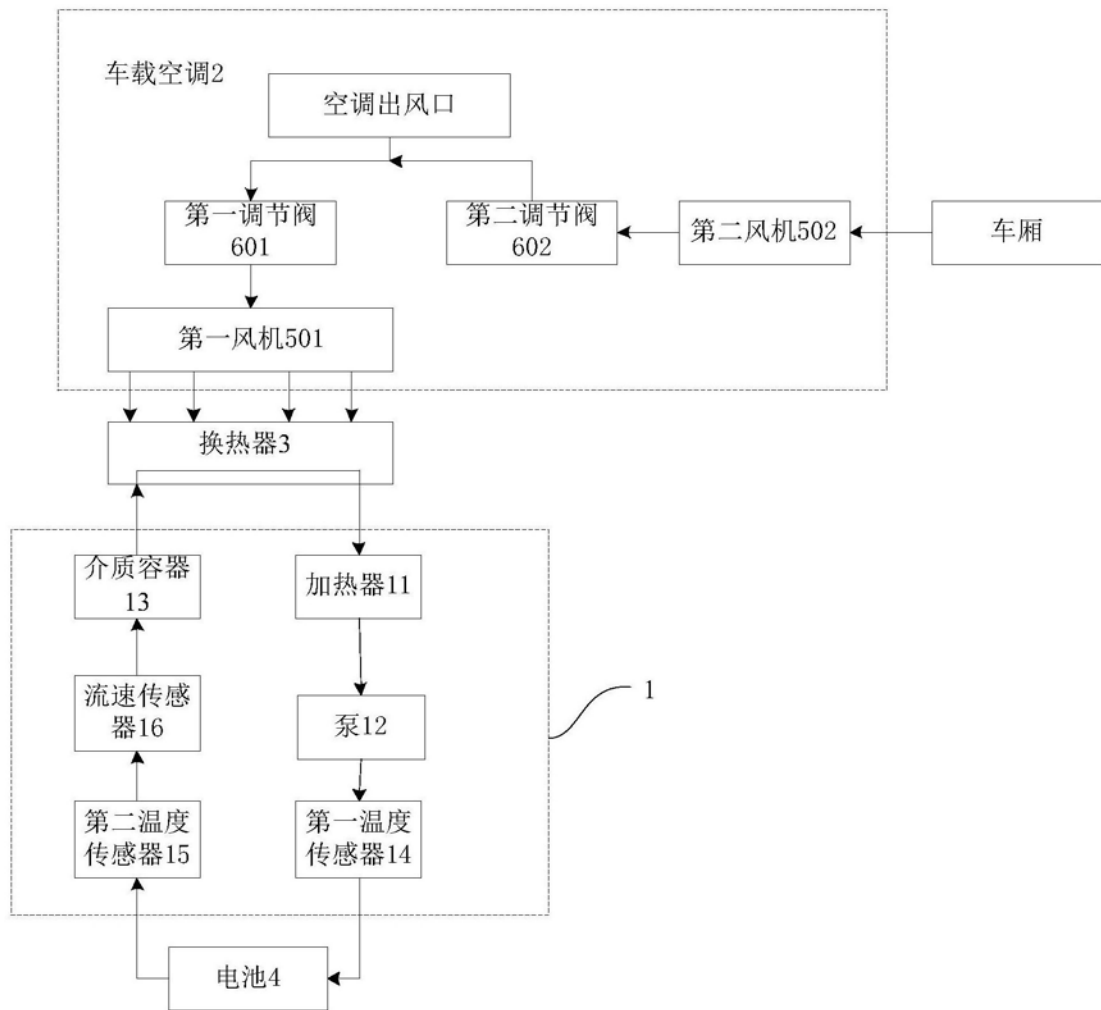 车载空调2
空调出风口
第一调节阀
601
第二调节阀
602
第二风机502
车厢
第一风机501
换热器3
介质容器
13
加热器11
流速传感
器16
泵12
1
第二温度
传感器15
第一温度
传感器14
电池4